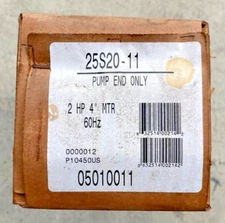 25S20-11
PUMP END ONLY
2 HP 4" MTR
60Hz
0000012
P10450US
05010011